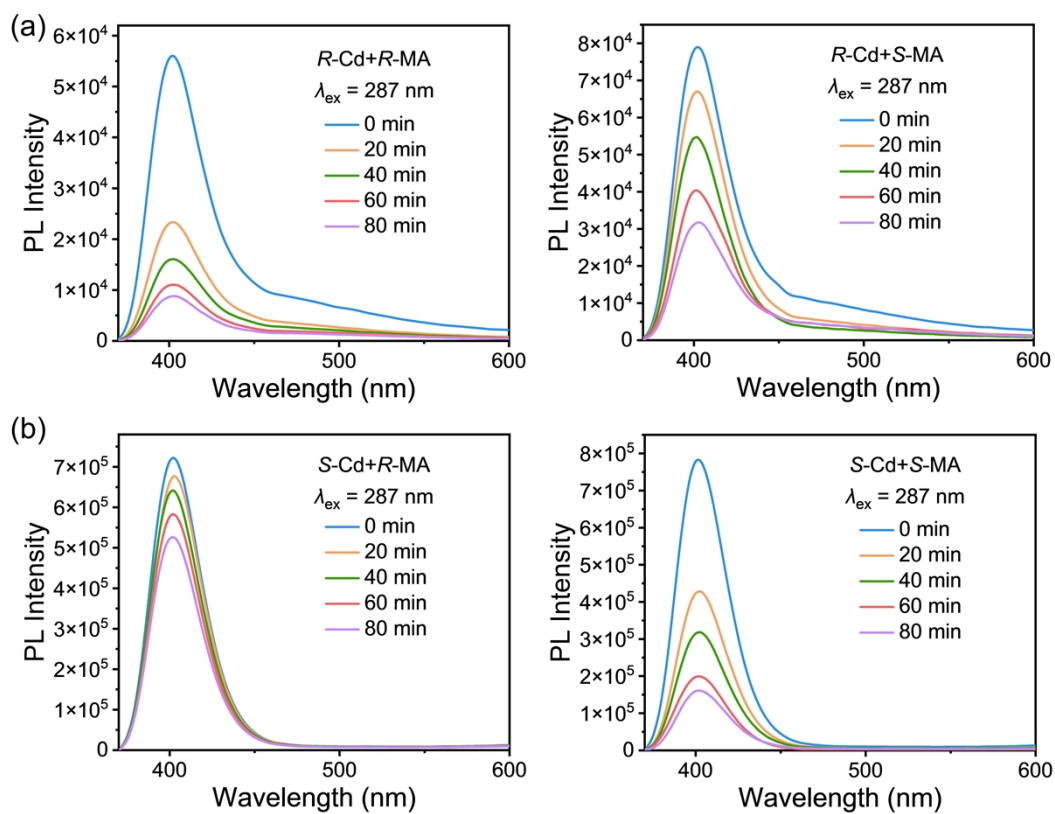 (a)
6×10⁴
5×10⁴
4×10⁴
3×10⁴
2×10⁴
1×10⁴
0
PL Intensity
R-Cd+R-MA
λex = 287 nm
0 min
20 min
40 min
60 min
80 min
400
500
600
Wavelength (nm)
8×10⁴
7×10⁴
6×10⁴
5×10⁴
4×10⁴
3×10⁴
2×10⁴
1×10⁴
0
PL Intensity
R-Cd+S-MA
λex = 287 nm
0 min
20 min
40 min
60 min
80 min
400
500
600
Wavelength (nm)
(b)
7×10⁵
6×10⁵
5×10⁵
4×10⁵
3×10⁵
2×10⁵
1×10⁵
0
PL Intensity
S-Cd+R-MA
λex = 287 nm
0 min
20 min
40 min
60 min
80 min
400
500
600
Wavelength (nm)
8×10⁵
7×10⁵
6×10⁵
5×10⁵
4×10⁵
3×10⁵
2×10⁵
1×10⁵
0
PL Intensity
S-Cd+S-MA
λex = 287 nm
0 min
20 min
40 min
60 min
80 min
400
500
600
Wavelength (nm)